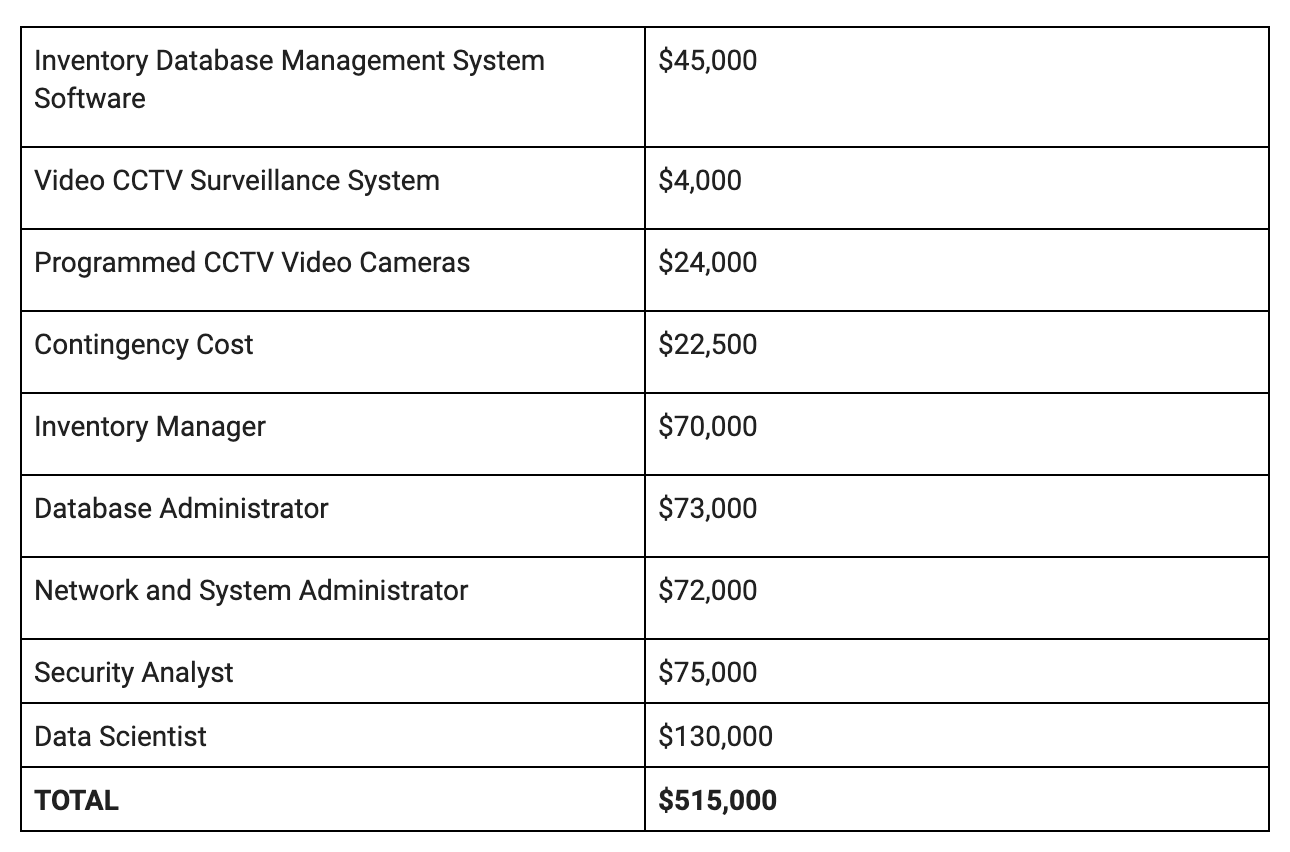 Inventory Database Management System
Software
$45,000
Video CCTV Surveillance System
$4,000
Programmed CCTV Video Cameras
$24,000
Contingency Cost
$22,500
Inventory Manager
$70,000
Database Administrator
$73,000
Network and System Administrator
$72,000
Security Analyst
$75,000
Data Scientist
$130,000
TOTAL
$515,000